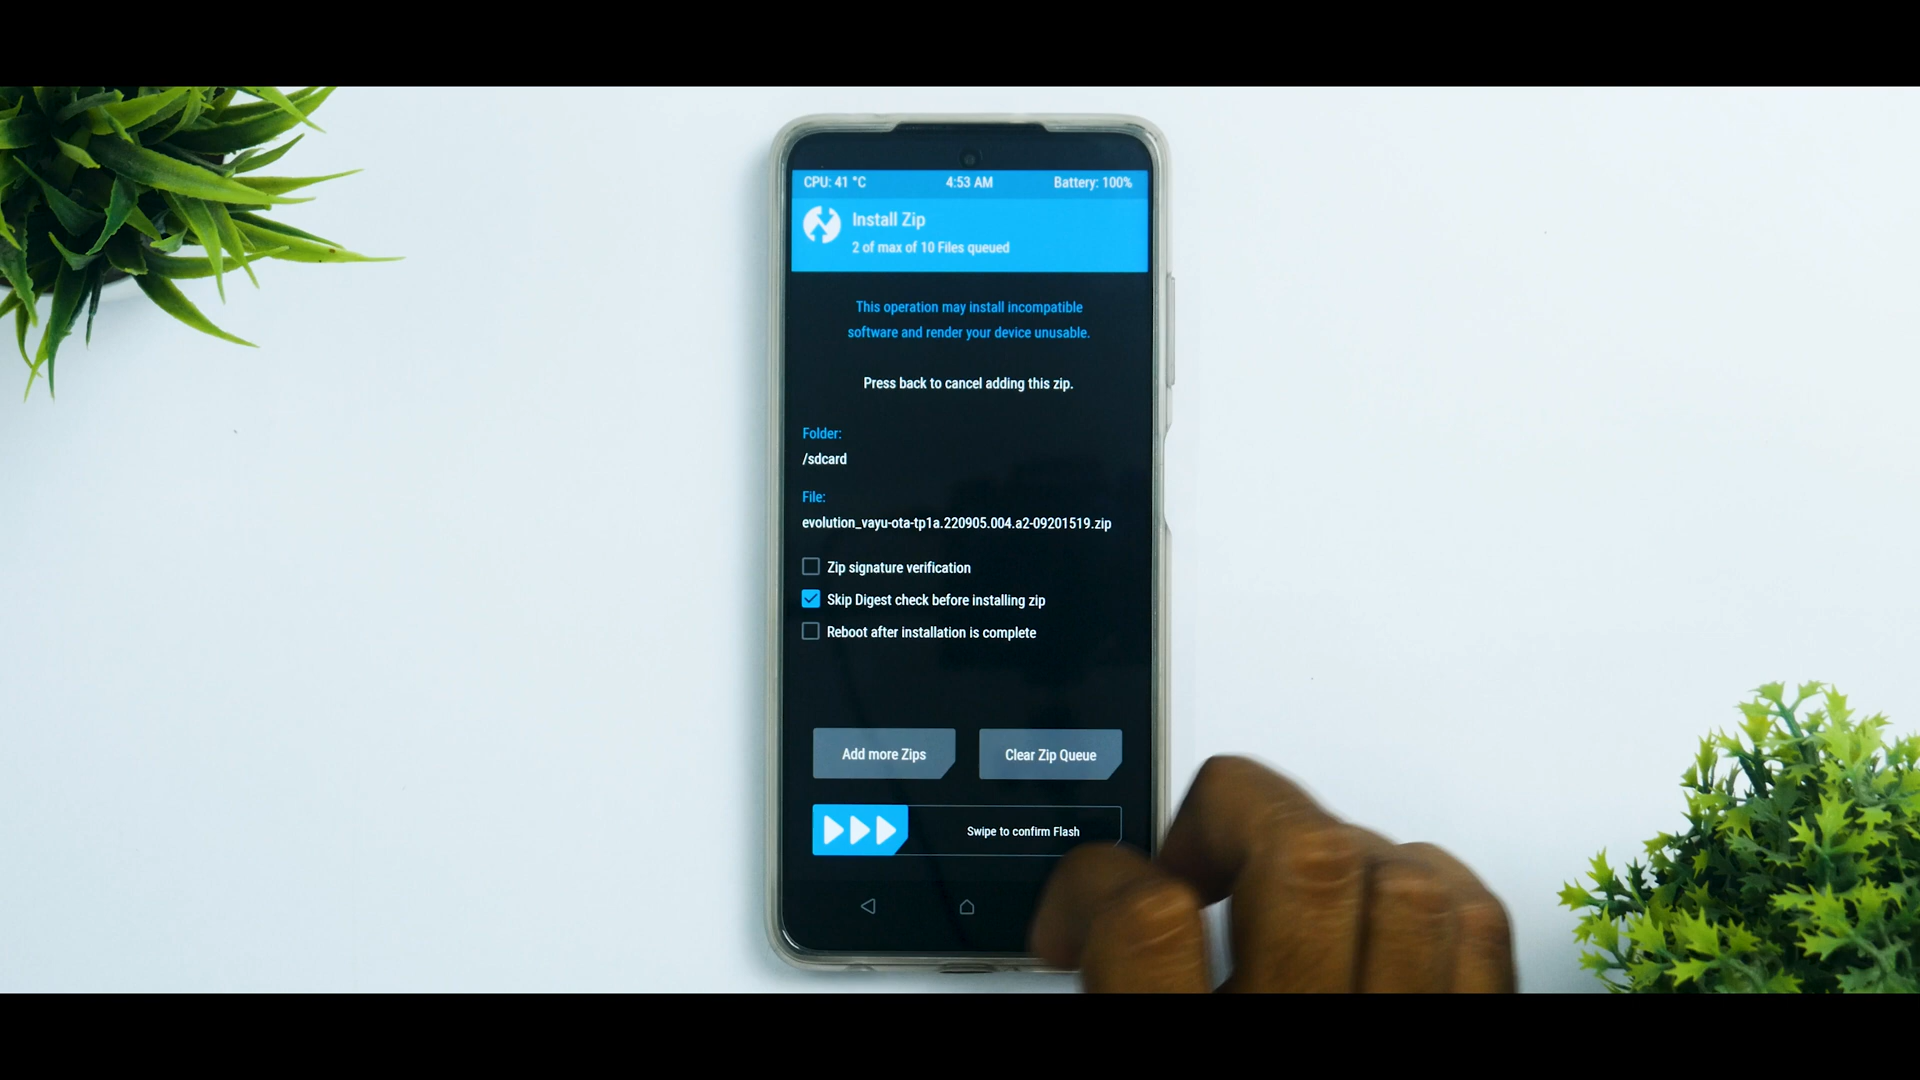 CPU: 41 °C 4:53 AM Battery: 100%
Install Zip
2 of max of 10 Files queued
This operation may install incompatible
software and render your device unusable.
Press back to cancel adding this zip.
Folder:
/sdcard
File:
evolution_vayu-ota-tp1a.220905.004.a2-09201519.zip
Zip signature verification
Skip Digest check before installing zip
Reboot after installation is complete
Add more Zips Clear Zip Queue
Swipe to confirm Flash